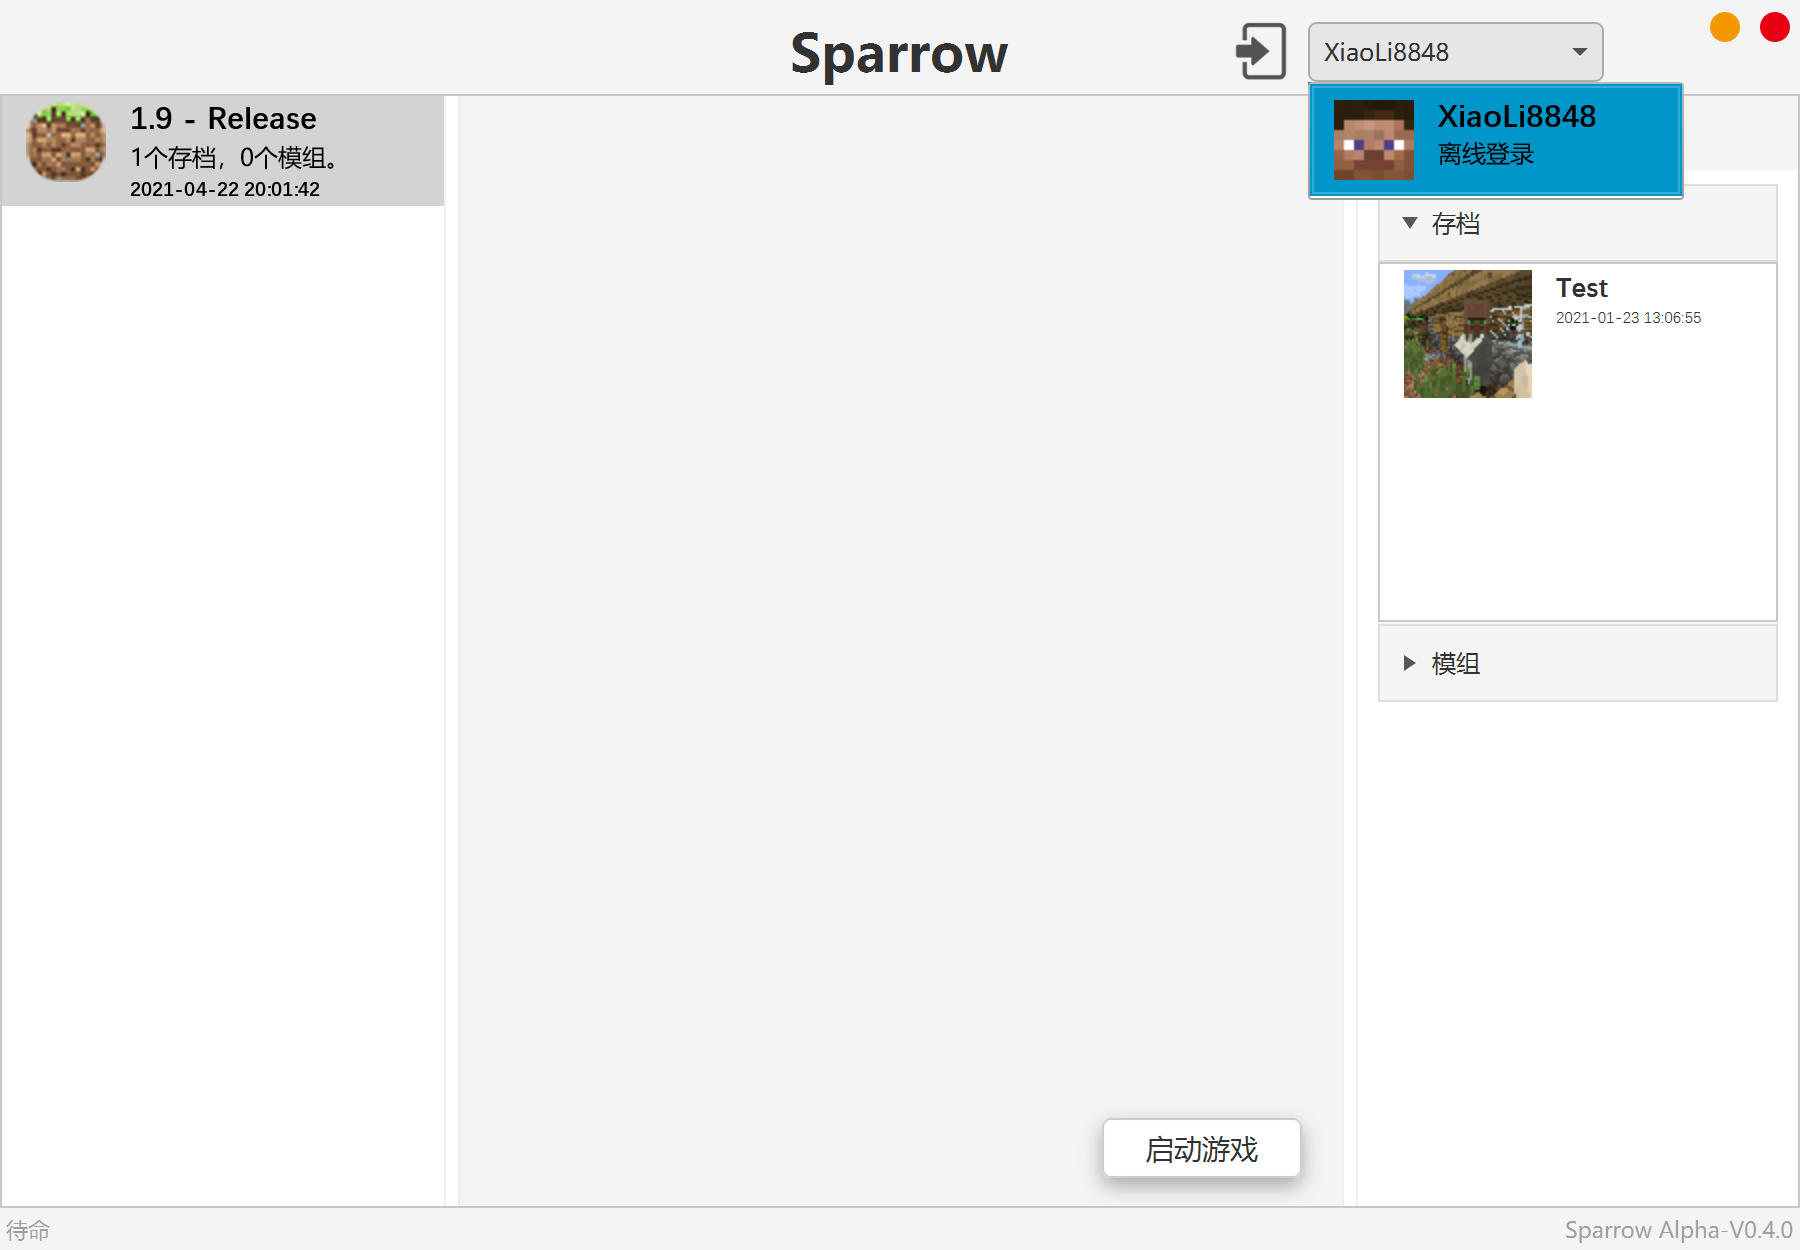 Sparrow
XiaoLi8848
XiaoLi8848
离线登录
1.9 - Release
1个存档，0个模组。
2021-04-22 20:01:42
存档
Test
2021-01-23 13:06:55
模组
启动游戏
待命
Sparrow Alpha-V0.4.0